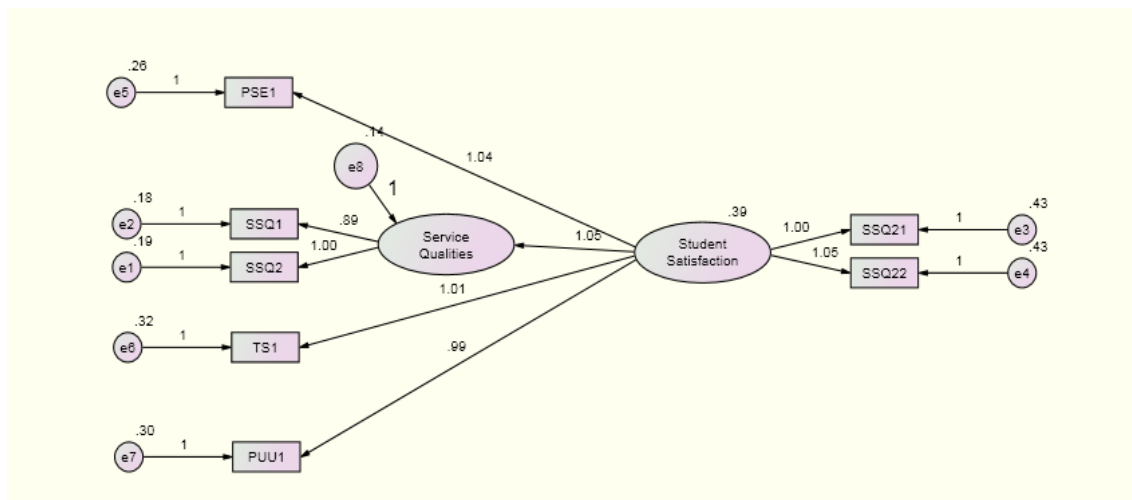 .26
e5
1
PSE1
.14
e8
1
1.04
.18
e2
1
SSQ1
.89
.19
e1
1
SSQ2
1.00
Service
Qualities
1.05
.39
Student
Satisfaction
1.00
SSQ21
1
.43
e3
1.05
SSQ22
1
.43
e4
1.01
.32
e6
1
TS1
.99
.30
e7
1
PUU1